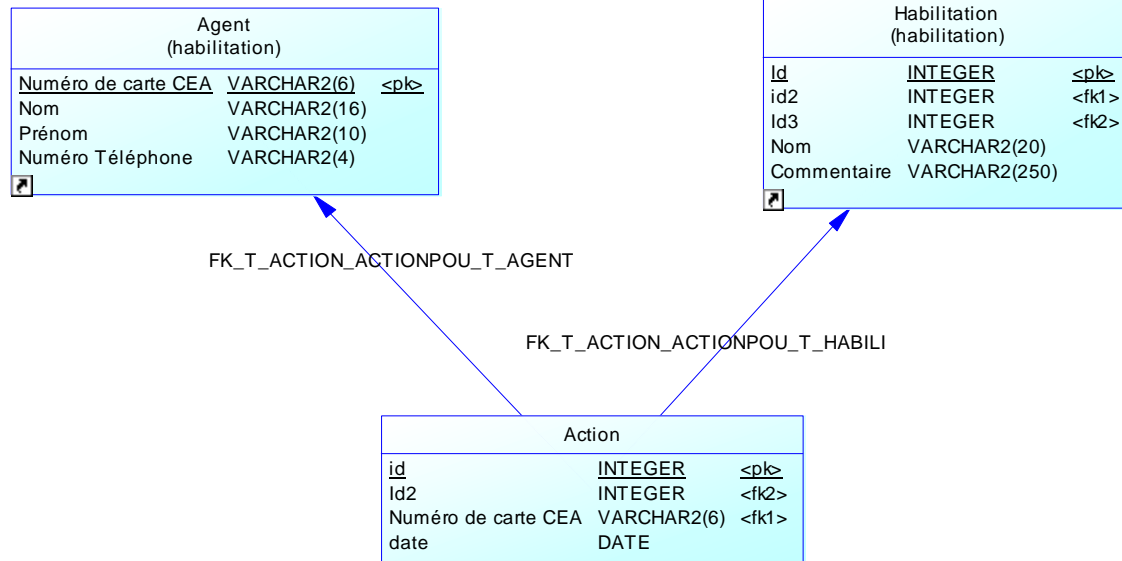 Agent
(habilitation)
Numéro de carte CEA VARCHAR2(6) <pk>
Nom VARCHAR2(16)
Prénom VARCHAR2(10)
Numéro Téléphone VARCHAR2(4)
Habilitation
(habilitation)
Id INTEGER <pk>
id2 INTEGER <fk1>
Id3 INTEGER <fk2>
Nom VARCHAR2(20)
Commentaire VARCHAR2(250)
FK_T_ACTION_ACTIONPOU_T_AGENT
FK_T_ACTION_ACTIONPOU_T_HABILI
Action
id INTEGER <pk>
Id2 INTEGER <fk2>
Numéro de carte CEA VARCHAR2(6) <fk1>
date DATE